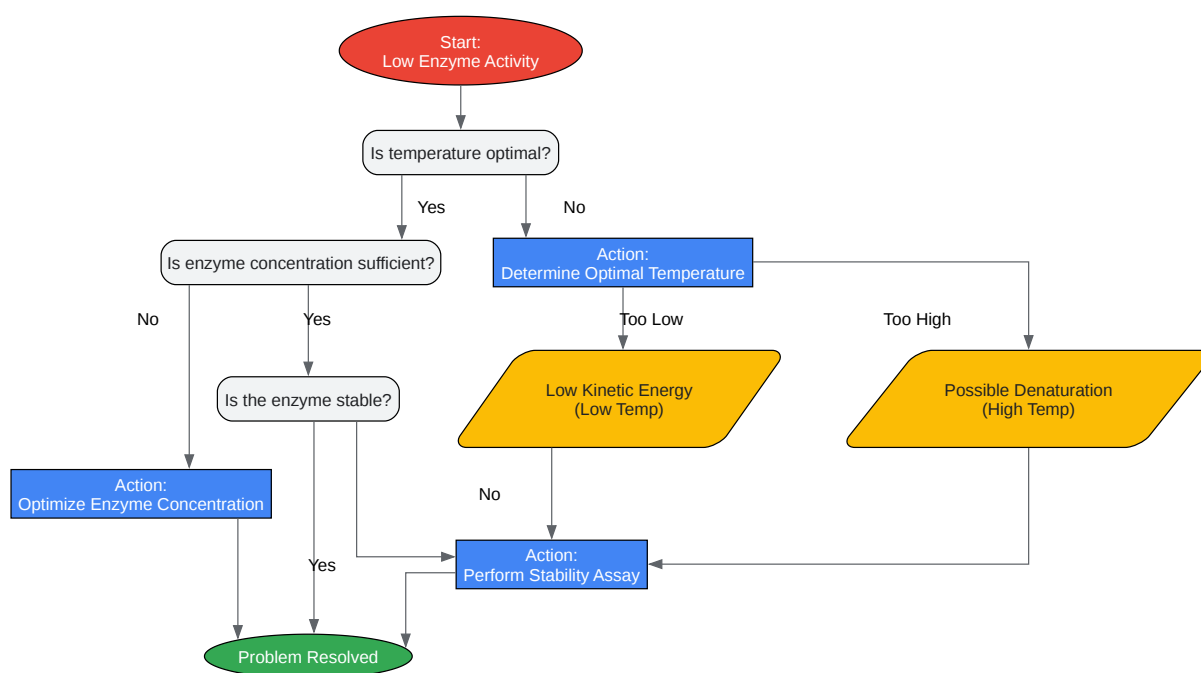 Start:
Low Enzyme Activity
Is temperature optimal?
Yes
No
Is enzyme concentration sufficient?
Action:
Determine Optimal Temperature
No
Yes
Too Low
Too High
Is the enzyme stable?
Low Kinetic Energy
(Low Temp)
Possible Denaturation
(High Temp)
Action:
Optimize Enzyme Concentration
No
Yes
Action:
Perform Stability Assay
Problem Resolved